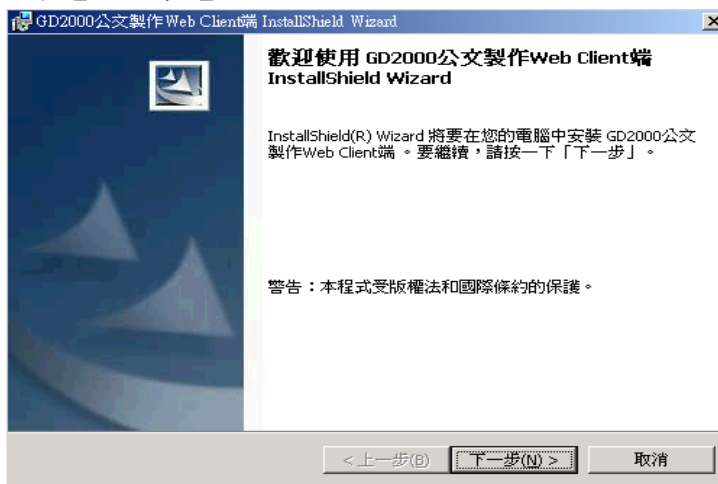 GD2000公文製作Web Client端 InstallShield Wizard
歡迎使用 GD2000公文製作Web Client端
InstallShield Wizard
InstallShield(R) Wizard 將要在您的電腦中安裝 GD2000公文
製作Web Client端 。要繼續，請按一下「下一步」。
警告：本程式受版權法和國際條約的保護。
< 上一步(B) 下一步(N) > 取消